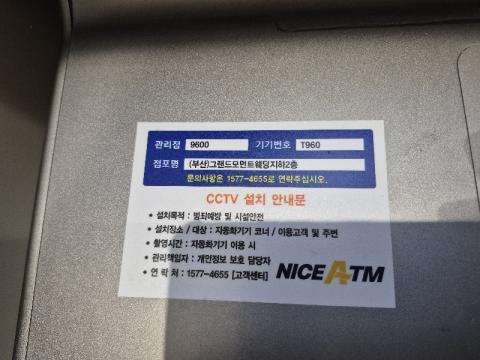 관리점 9600 기기번호 T960
점포명 (부산)그랜드모먼트웨딩지하2층
문의사항은 1577-4655로 연락주십시오.
CCTV 설치 안내문
• 설치목적 : 범죄예방 및 시설안전
• 설치장소 / 대상 : 자동화기기 코너 / 이용고객 및 주변
• 촬영시간 : 자동화기기 이용 시
• 관리책임자 : 개인정보 보호 담당자
• 연 락 처 : 1577-4655 [고객센터]
NICE ATM